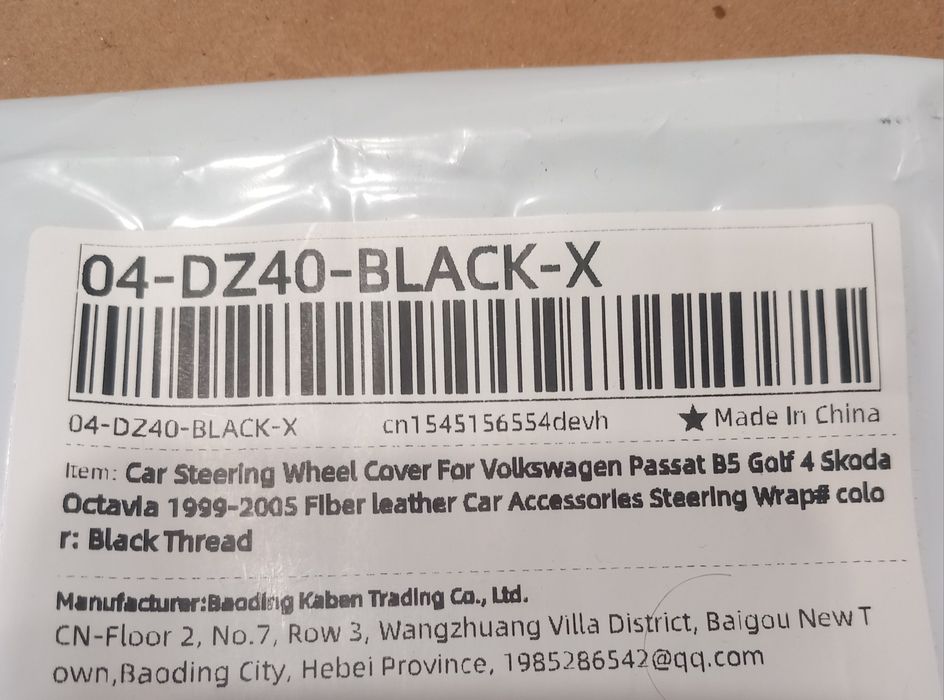 04-DZ40-BLACK-X
04-DZ40-BLACK-X cn1545156554devh ★ Made In China
Item: Car Steering Wheel Cover For Volkswagen Passat B5 Golf 4 Skoda
Octavia 1999-2005 Fiber leather Car Accessories Steering Wrap# colo
r: Black Thread
Manufacturer:Baoding Kaben Trading Co., Ltd.
CN-Floor 2, No.7, Row 3, Wangzhuang Villa District, Baigou New T
own,Baoding City, Hebei Province, 1985286542@qq.com